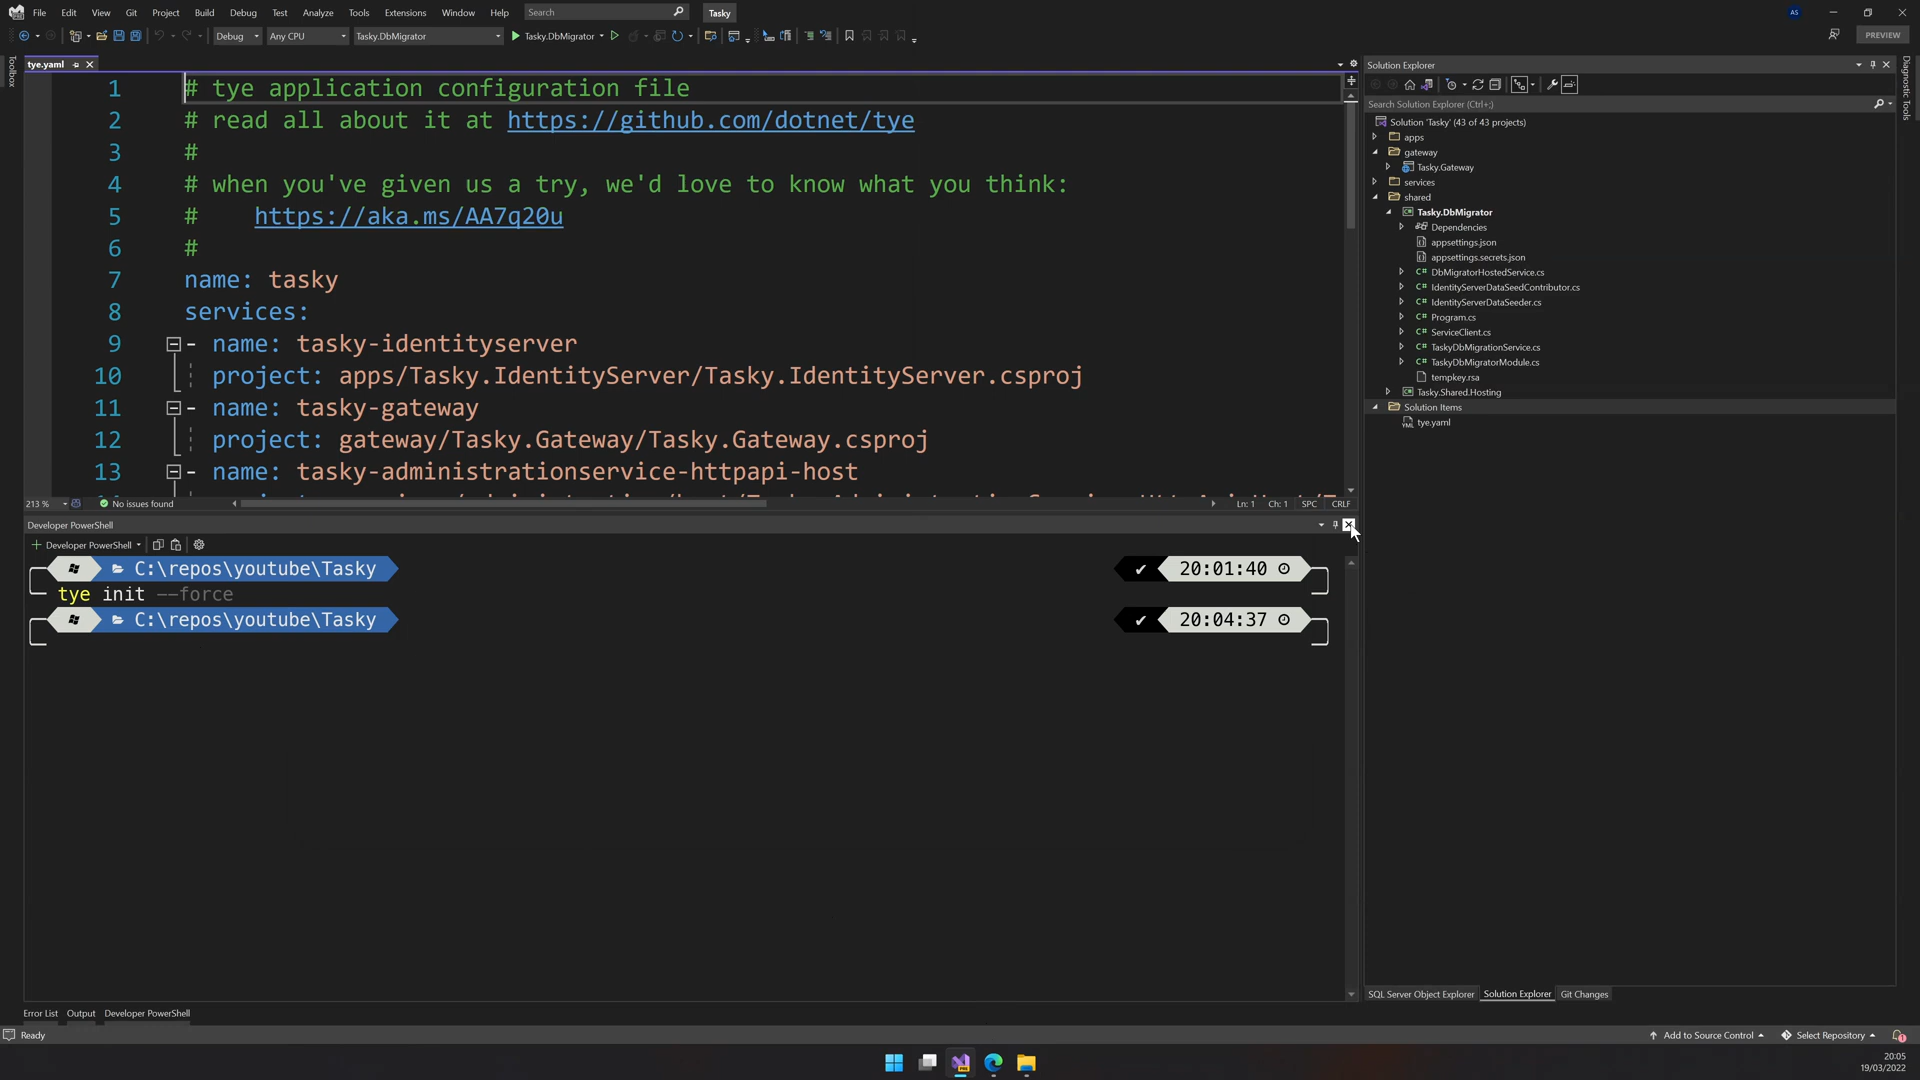 File Edit View Git Project Build Debug Test Analyze Tools Extensions Window Help Search Tasky AS
Debug Any CPU Tasky.DbMigrator Tasky.DbMigrator PREVIEW
Toolbox
tye.yaml
1 # tye application configuration file
2 # read all about it at https://github.com/dotnet/tye
3 #
4 # when you've given us a try, we'd love to know what you think:
5 # https://aka.ms/AA7q20u
6 #
7 name: tasky
8 services:
9 - name: tasky-identityserver
10 project: apps/Tasky.IdentityServer/Tasky.IdentityServer.csproj
11 - name: tasky-gateway
12 project: gateway/Tasky.Gateway/Tasky.Gateway.csproj
13 - name: tasky-administrationservice-httpapi-host
213 % No issues found Ln: 1 Ch: 1 SPC CRLF
Developer PowerShell
Developer PowerShell
C:\repos\youtube\Tasky ✔ 20:01:40
tye init --force
C:\repos\youtube\Tasky ✔ 20:04:37
Error List Output Developer PowerShell
Solution Explorer
Search Solution Explorer (Ctrl+;)
Solution 'Tasky' (43 of 43 projects)
apps
gateway
Tasky.Gateway
services
shared
Tasky.DbMigrator
Dependencies
appsettings.json
appsettings.secrets.json
C# DbMigratorHostedService.cs
C# IdentityServerDataSeedContributor.cs
C# IdentityServerDataSeeder.cs
C# Program.cs
C# ServiceClient.cs
C# TaskyDbMigrationService.cs
C# TaskyDbMigratorModule.cs
tempkey.rsa
Tasky.Shared.Hosting
Solution Items
tye.yaml
SQL Server Object Explorer Solution Explorer Git Changes
Diagnostic Tools
Ready Add to Source Control Select Repository
20:05
19/03/2022